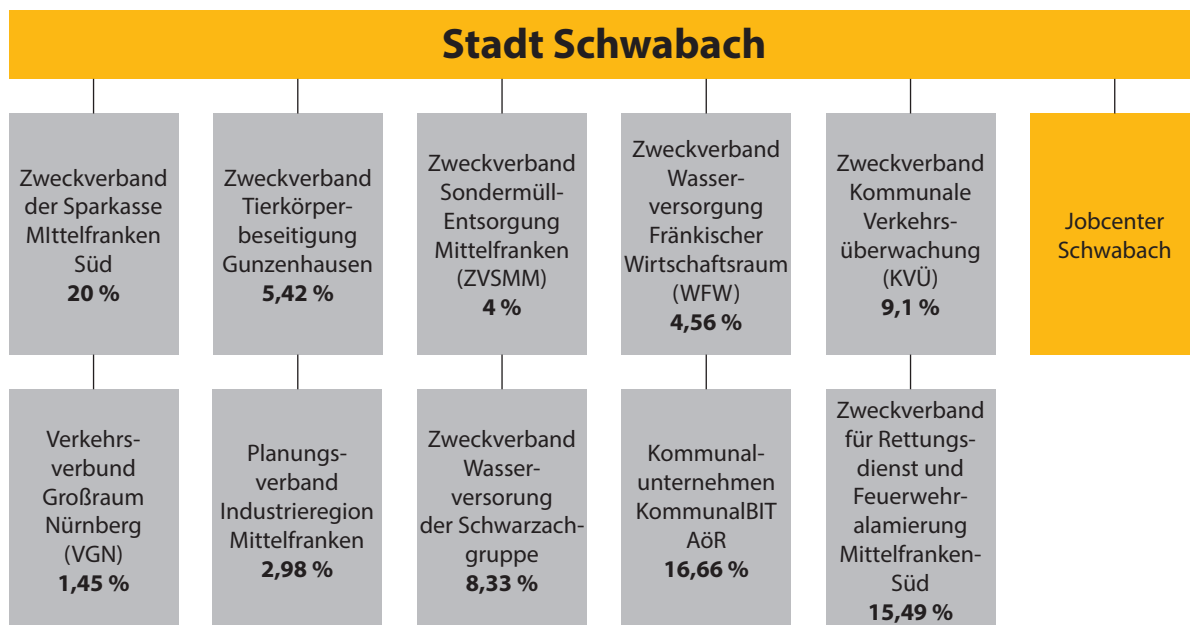 Stadt Schwabach
Zweckverband
der Sparkasse
MIttelfranken
Süd
20 %
Zweckverband
Tierkörper-
beseitigung
Gunzenhausen
5,42 %
Zweckverband
Sondermüll-
Entsorgung
Mittelfranken
(ZVSMM)
4 %
Zweckverband
Wasser-
versorgung
Fränkischer
Wirtschaftsraum
(WFW)
4,56 %
Zweckverband
Kommunale
Verkehrs-
überwachung
(KVÜ)
9,1 %
Jobcenter
Schwabach
Verkehrs-
verbund
Großraum
Nürnberg
(VGN)
1,45 %
Planungs-
verband
Industrieregion
Mittelfranken
2,98 %
Zweckverband
Wasser-
versorung
der Schwarzach-
gruppe
8,33 %
Kommunal-
unternehmen
KommunalBIT
AöR
16,66 %
Zweckverband
für Rettungs-
dienst und
Feuerwehr-
alamierung
Mittelfranken-
Süd
15,49 %